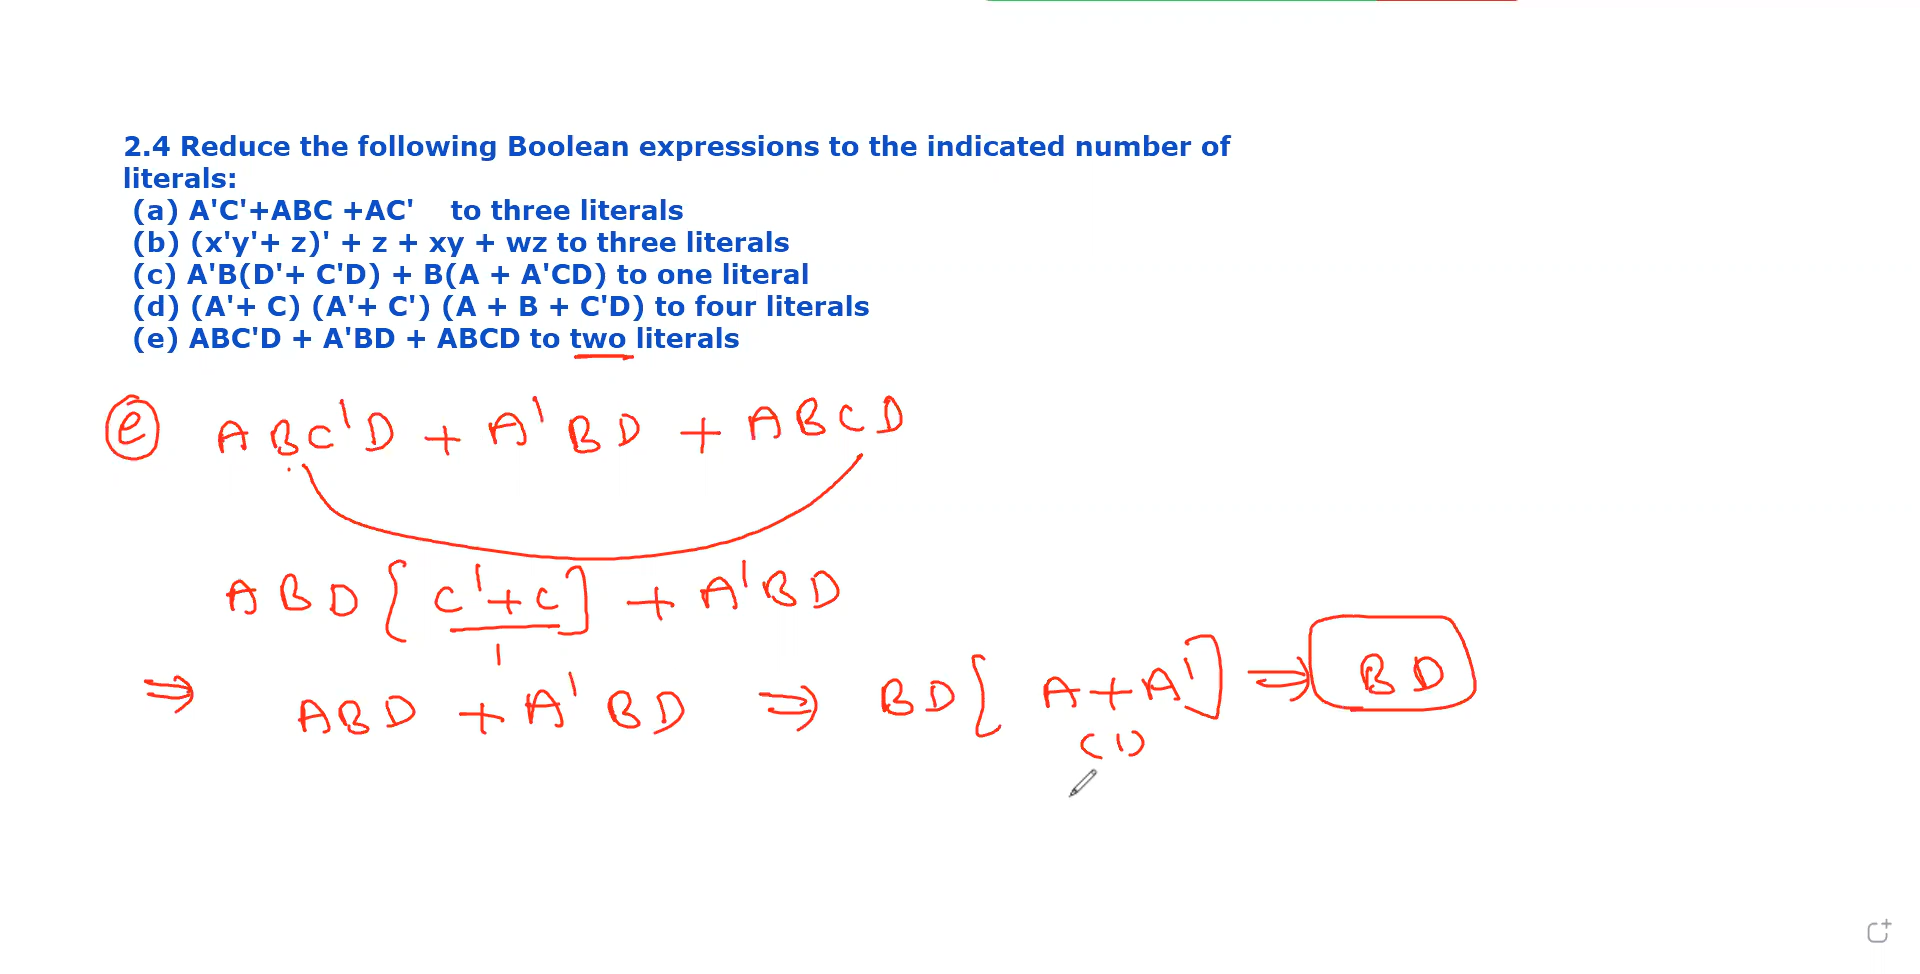 2.4 Reduce the following Boolean expressions to the indicated number of
literals:
(a) A'C'+ABC +AC' to three literals
(b) (x'y'+ z)' + z + xy + wz to three literals
(c) A'B(D'+ C'D) + B(A + A'CD) to one literal
(d) (A'+ C) (A'+ C') (A + B + C'D) to four literals
(e) ABC'D + A'BD + ABCD to two literals
e ABC'D + A'BD + ABCD
ABD [C'+C] + A'BD
1
⇒ ABD + A'BD ⇒ BD[ A+A'] ⇒ BD
(1)